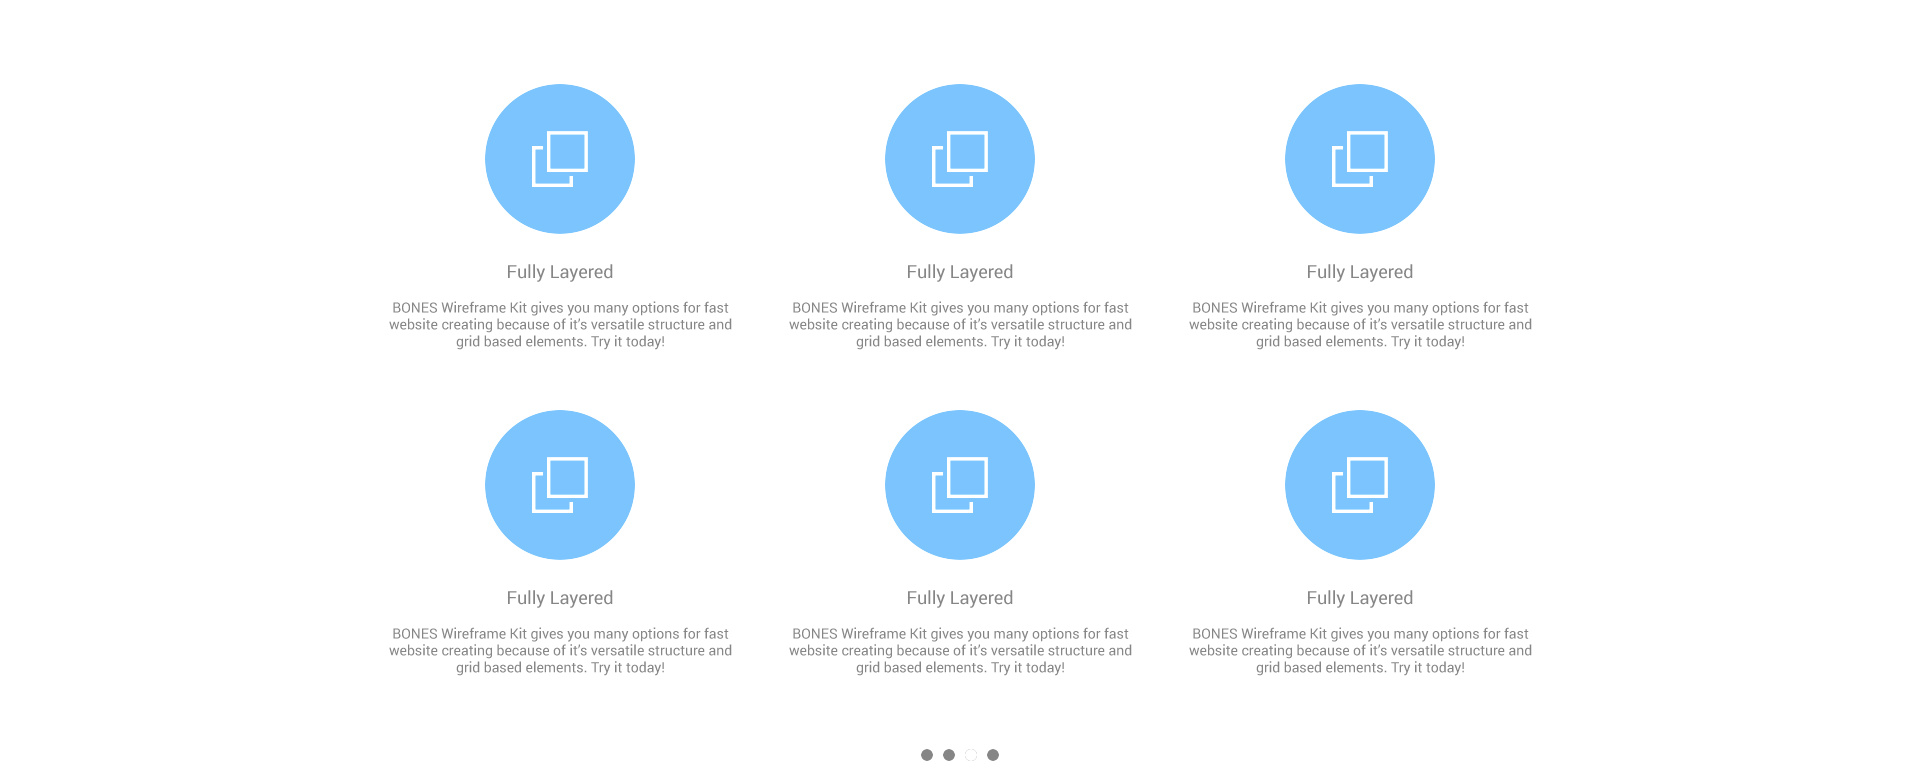 Fully Layered
BONES Wireframe Kit gives you many options for fast
website creating because of it’s versatile structure and
grid based elements. Try it today!
Fully Layered
BONES Wireframe Kit gives you many options for fast
website creating because of it’s versatile structure and
grid based elements. Try it today!
Fully Layered
BONES Wireframe Kit gives you many options for fast
website creating because of it’s versatile structure and
grid based elements. Try it today!
Fully Layered
BONES Wireframe Kit gives you many options for fast
website creating because of it’s versatile structure and
grid based elements. Try it today!
Fully Layered
BONES Wireframe Kit gives you many options for fast
website creating because of it’s versatile structure and
grid based elements. Try it today!
Fully Layered
BONES Wireframe Kit gives you many options for fast
website creating because of it’s versatile structure and
grid based elements. Try it today!